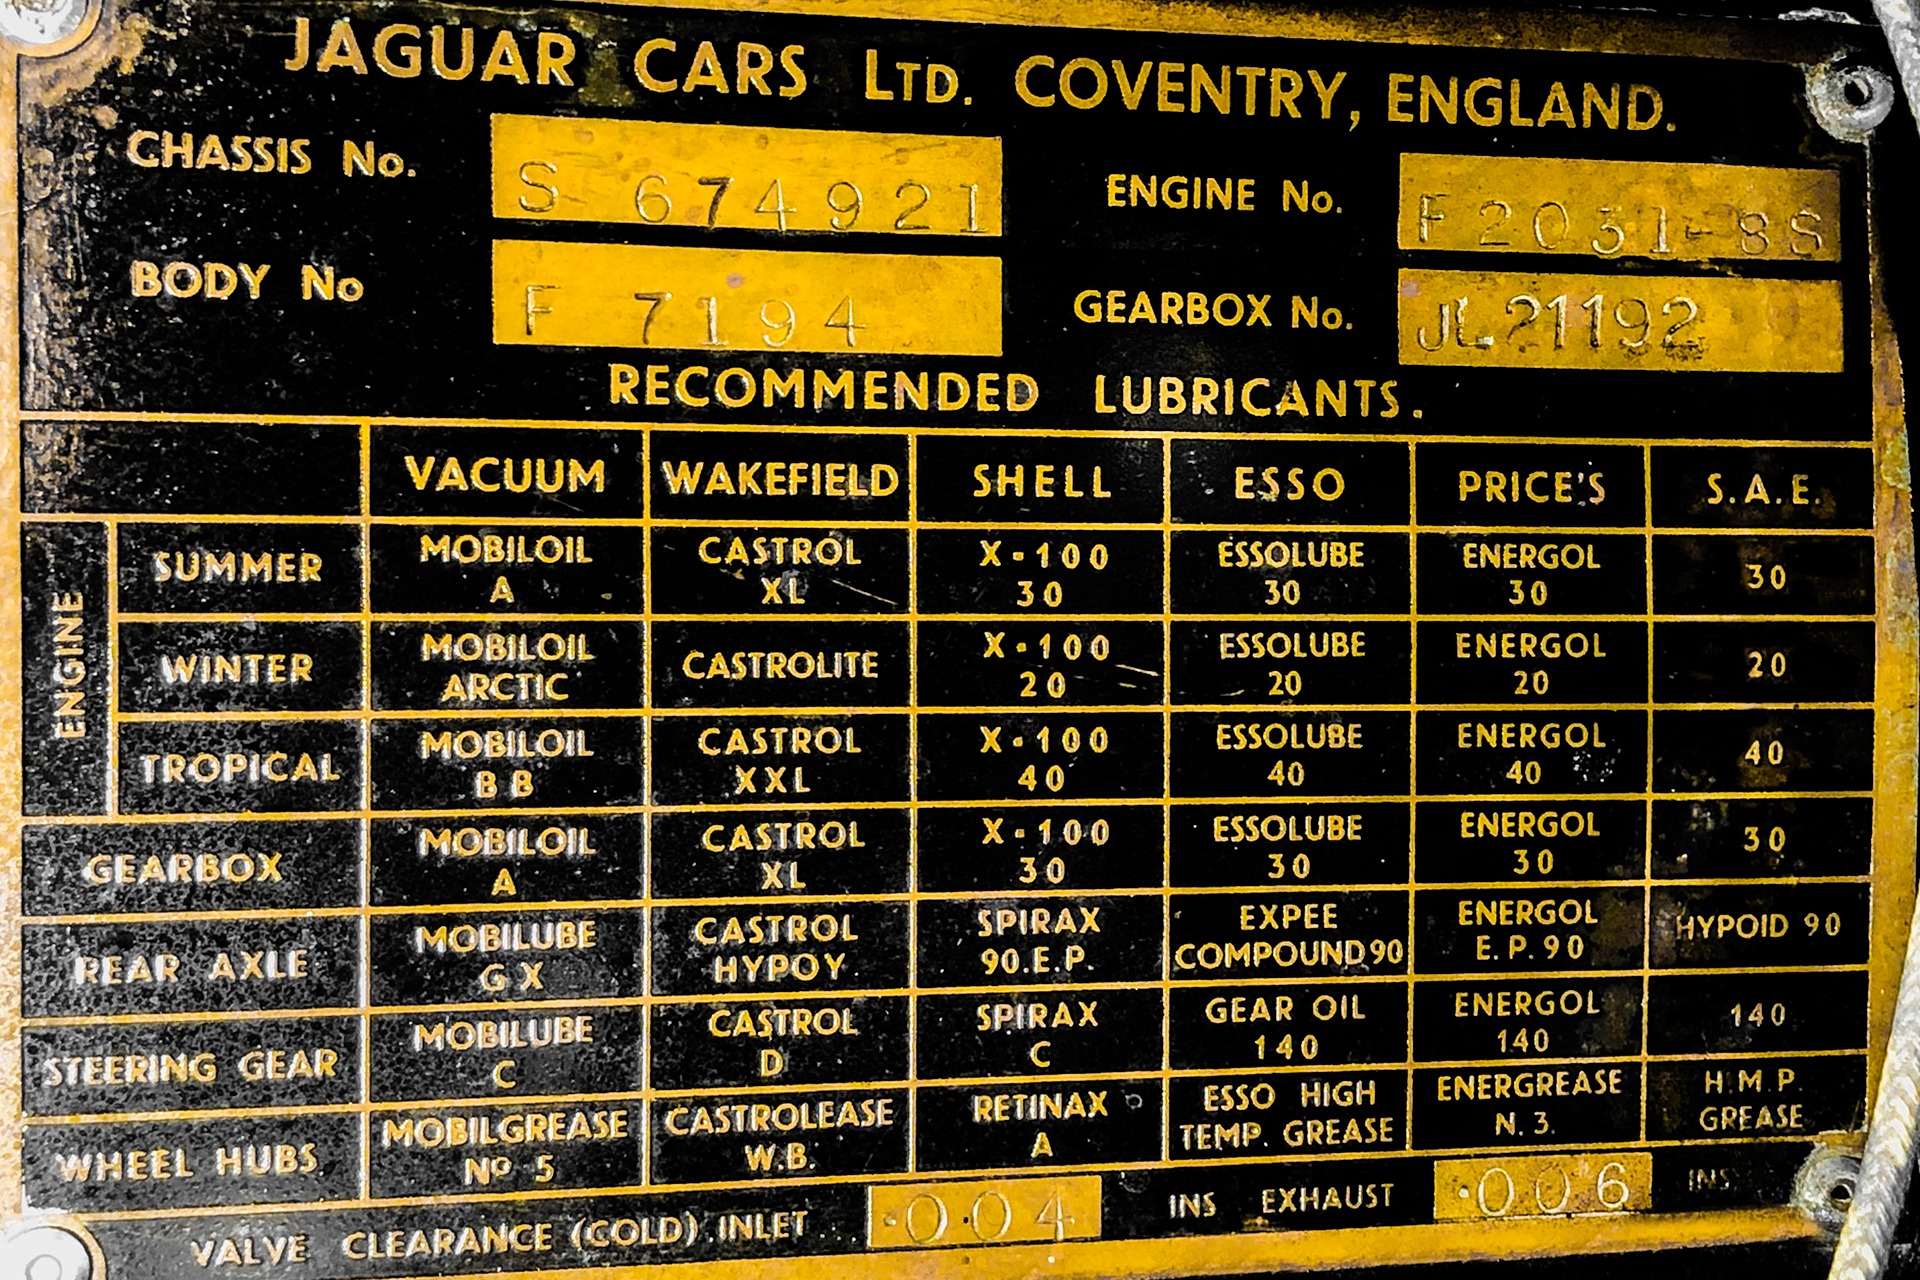 JAGUAR CARS LTD. COVENTRY, ENGLAND.
CHASSIS No. S 674921 ENGINE No. F2031-8S
BODY No F 7194 GEARBOX No. JL21192
RECOMMENDED LUBRICANTS.
VACUUM WAKEFIELD SHELL ESSO PRICE'S S.A.E.
ENGINE
SUMMER MOBILOIL A CASTROL XL X-100 30 ESSOLUBE 30 ENERGOL 30 30
WINTER MOBILOIL ARCTIC CASTROLITE X-100 20 ESSOLUBE 20 ENERGOL 20 20
TROPICAL MOBILOIL BB CASTROL XXL X-100 40 ESSOLUBE 40 ENERGOL 40 40
GEARBOX MOBILOIL A CASTROL XL X-100 30 ESSOLUBE 30 ENERGOL 30 30
REAR AXLE MOBILUBE GX CASTROL HYPOY SPIRAX 90.E.P. EXPEE COMPOUND 90 ENERGOL E.P.90 HYPOID 90
STEERING GEAR MOBILUBE C CASTROL D SPIRAX C GEAR OIL 140 ENERGOL 140 140
WHEEL HUBS MOBILGREASE No 5 CASTROLEASE W.B. RETINAX A ESSO HIGH TEMP. GREASE ENERGREASE N.3. H.M.P. GREASE
VALVE CLEARANCE (COLD). INLET ... .004 INS EXHAUST .006 INS